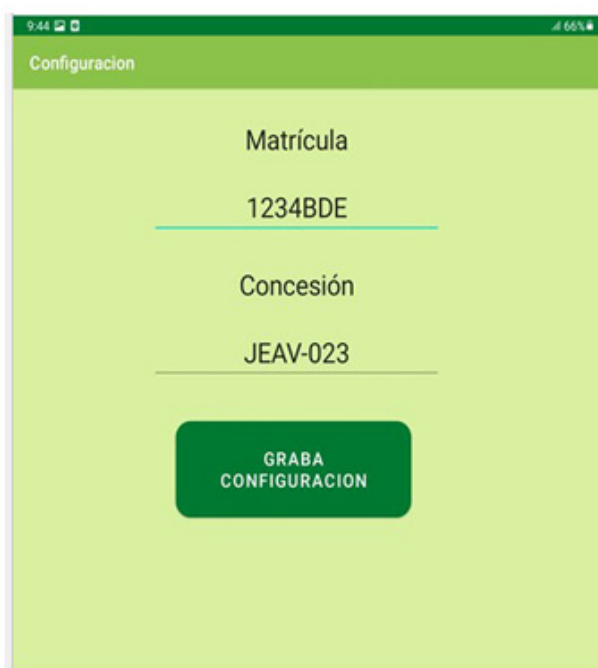 9:44 66%
Configuracion
Matrícula
1234BDE
Concesión
JEAV-023
GRABA
CONFIGURACION